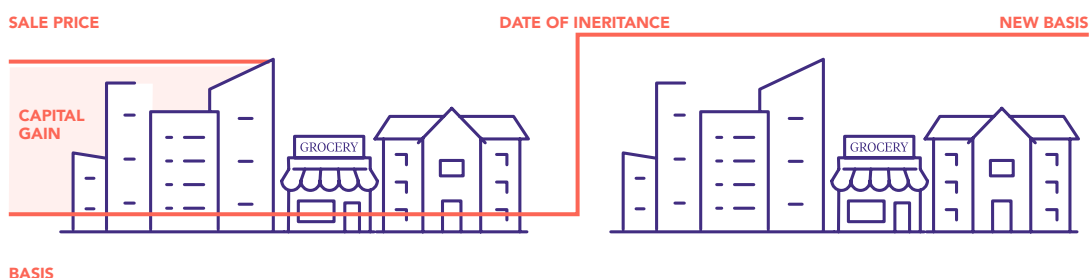 SALE PRICE
DATE OF INERITANCE
NEW BASIS
CAPITAL
GAIN
GROCERY
GROCERY
BASIS